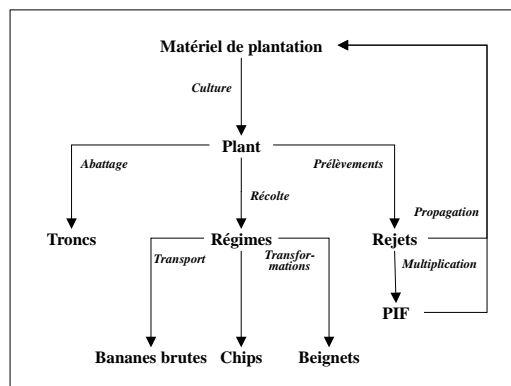 Matériel de plantation
Culture
Plant
Abattage
Prélèvements
Récolte
Propagation
Troncs
Régimes
Rejets
Transport
Transfor-
mations
Multiplication
PIF
Bananes brutes
Chips
Beignets